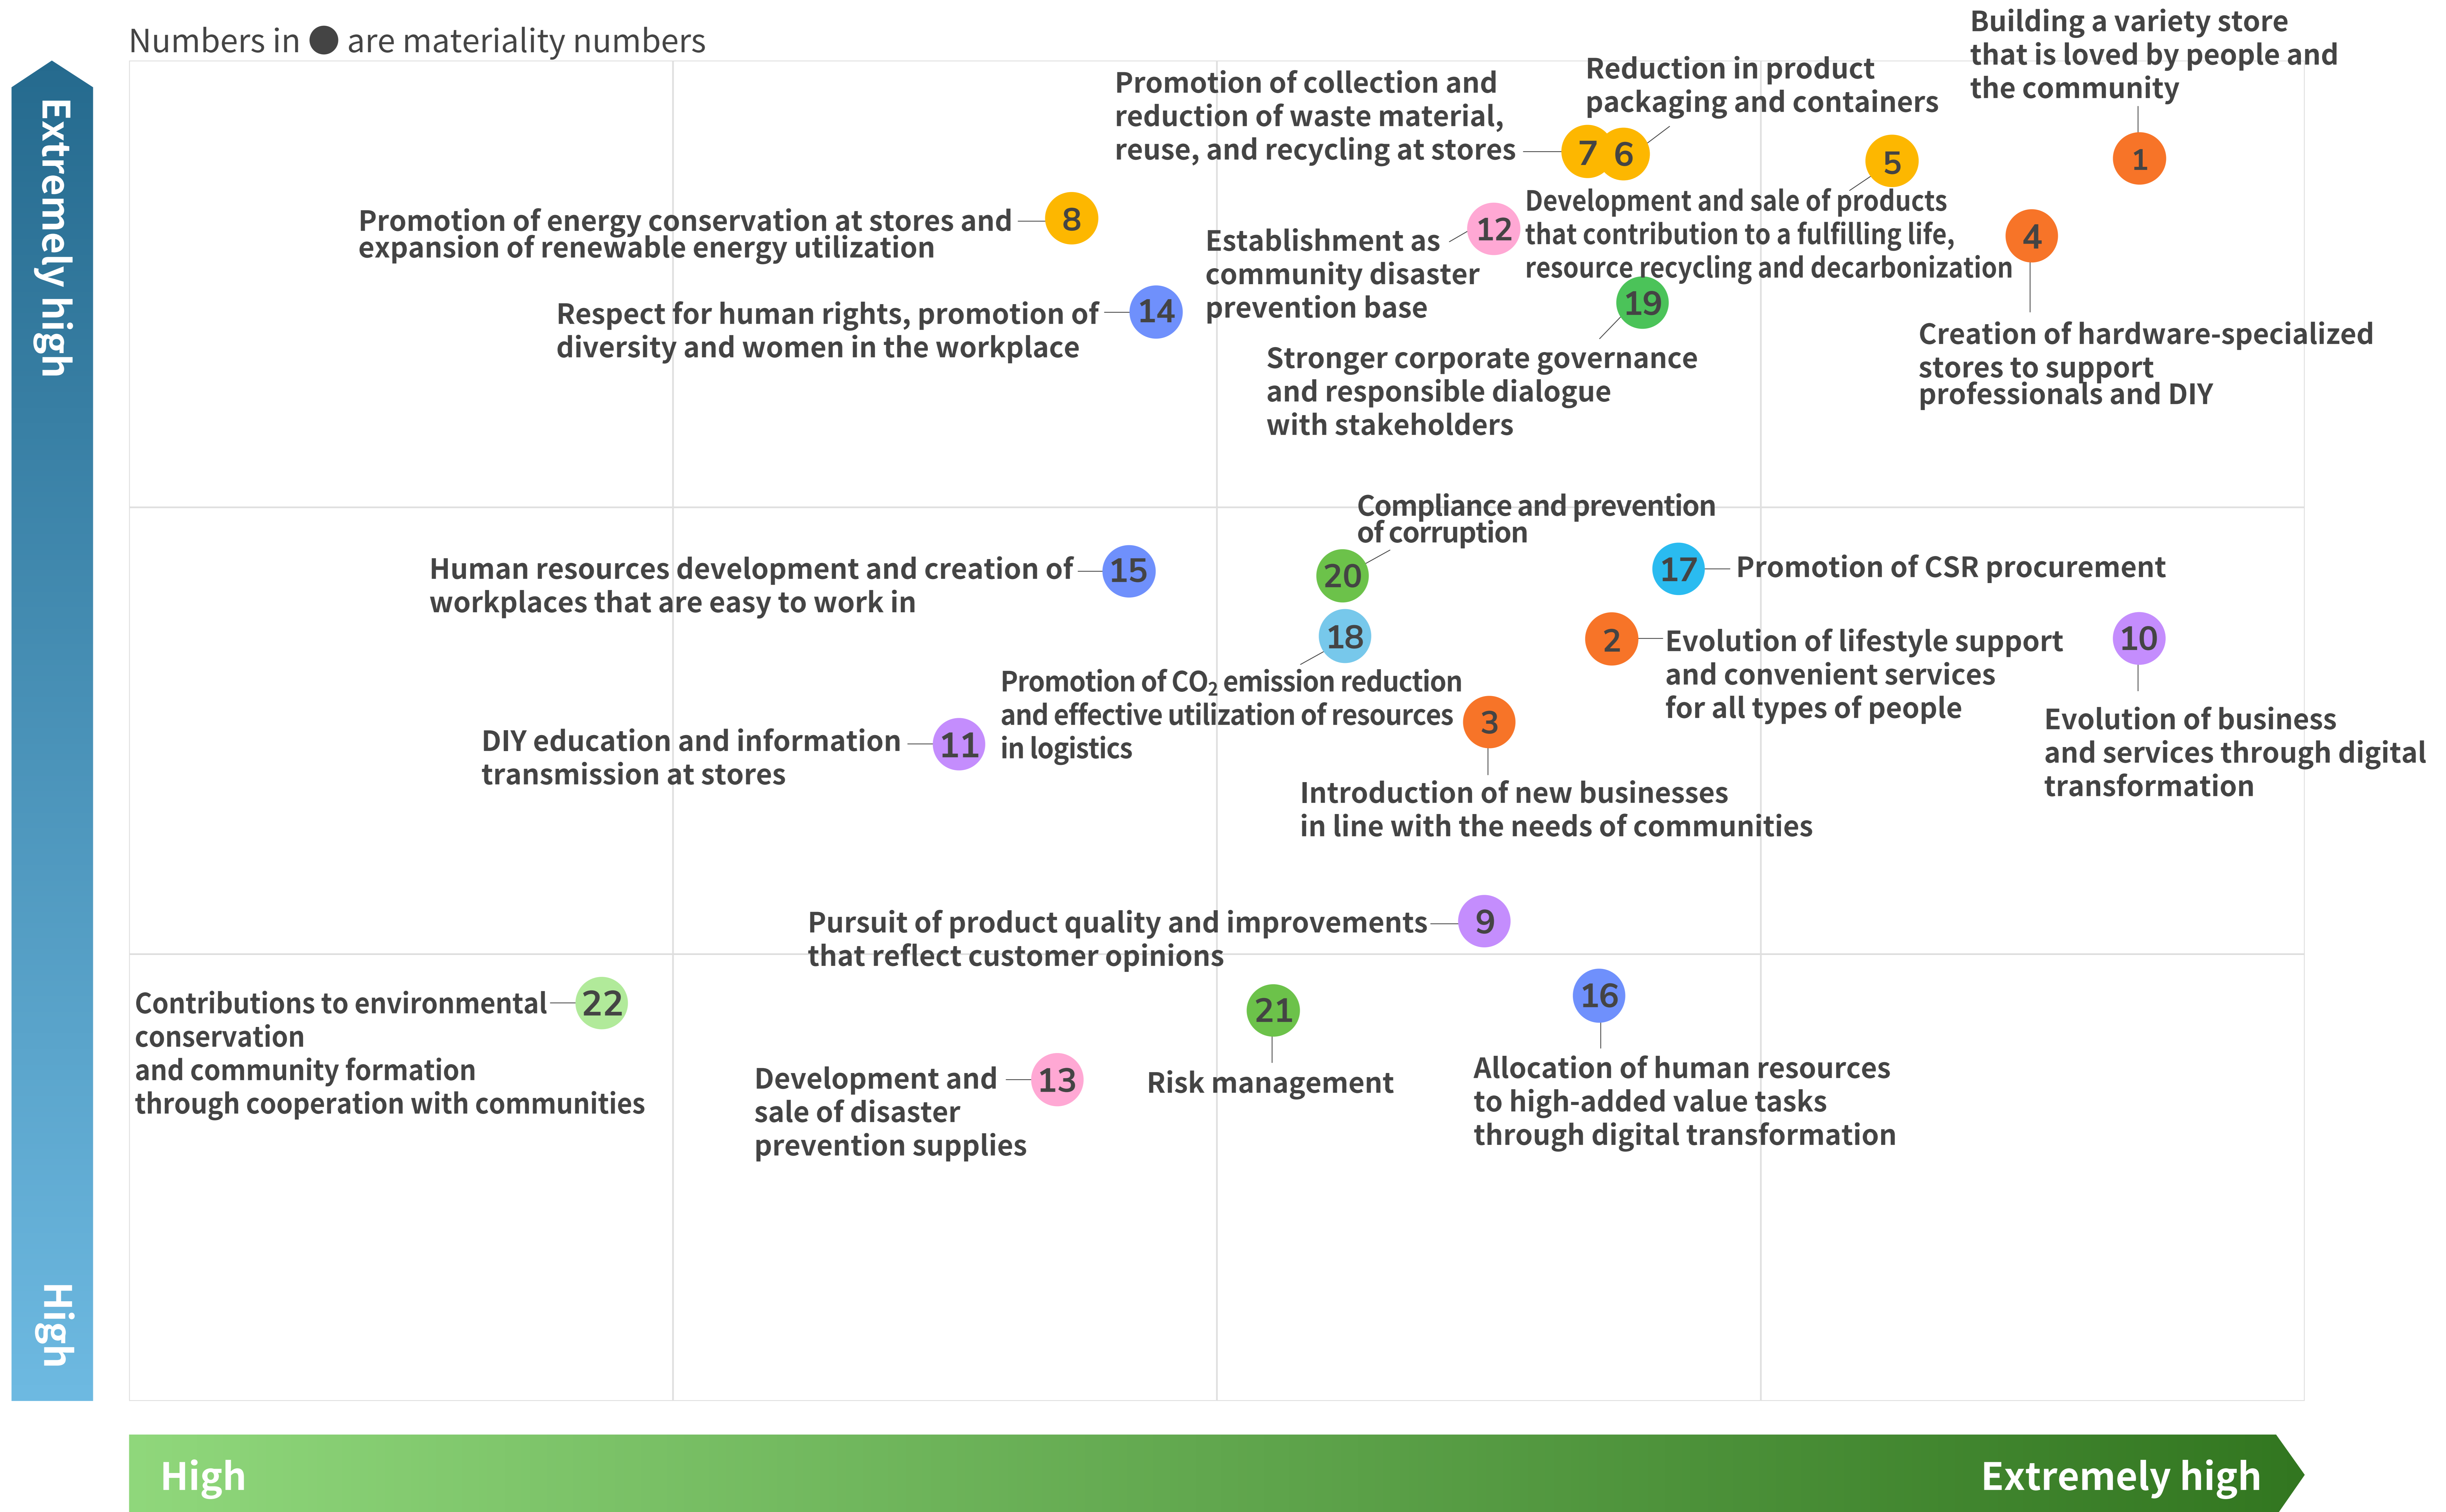 Numbers in ● are materiality numbers
Building a variety store
that is loved by people and
the community
1
Reduction in product
packaging and containers
6
Promotion of collection and
reduction of waste material,
reuse, and recycling at stores
7
5
Development and sale of products
that contribution to a fulfilling life,
resource recycling and decarbonization
Promotion of energy conservation at stores and
expansion of renewable energy utilization
8
12
Establishment as
community disaster
prevention base
4
Creation of hardware-specialized
stores to support
professionals and DIY
Respect for human rights, promotion of
diversity and women in the workplace
14
19
Stronger corporate governance
and responsible dialogue
with stakeholders
Extremely high
Compliance and prevention
of corruption
20
Human resources development and creation of
workplaces that are easy to work in
15
17
Promotion of CSR procurement
18
Promotion of CO₂ emission reduction
and effective utilization of resources
in logistics
2
Evolution of lifestyle support
and convenient services
for all types of people
10
Evolution of business
and services through digital
transformation
DIY education and information
transmission at stores
11
3
Introduction of new businesses
in line with the needs of communities
Pursuit of product quality and improvements
that reflect customer opinions
9
Contributions to environmental
conservation
and community formation
through cooperation with communities
22
Development and
sale of disaster
prevention supplies
13
21
Risk management
16
Allocation of human resources
to high-added value tasks
through digital transformation
High
High
Extremely high